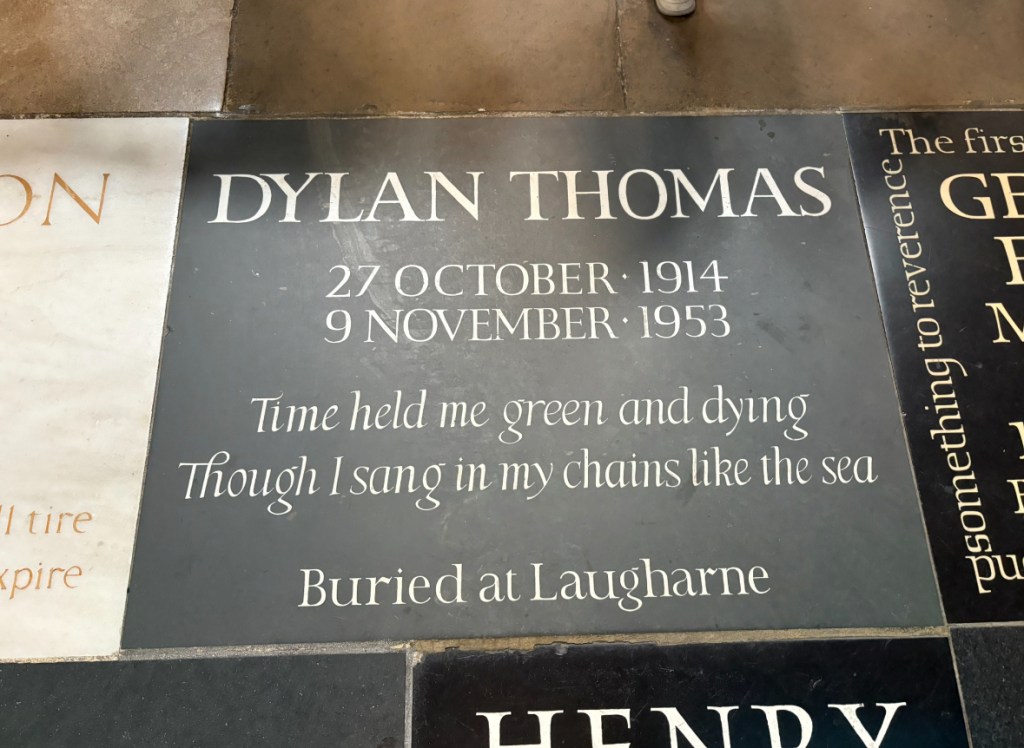 DYLAN THOMAS
27 OCTOBER · 1914
9 NOVEMBER · 1953
Time held me green and dying
Though I sang in my chains like the sea
Buried at Laugharne
ON
tire
xpire
The firs
GE
something to reverence
HENRY